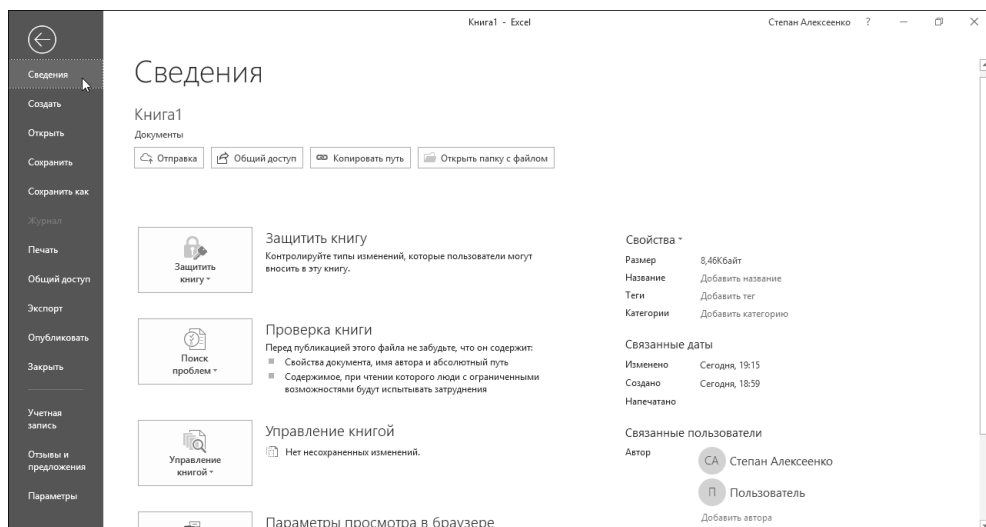 Книга1 - Excel
Степан Алексеенко ?
Сведения
Создать
Открыть
Сохранить
Сохранить как
Журнал
Печать
Общий доступ
Экспорт
Опубликовать
Закрыть
Учетная
запись
Отзывы и
предложения
Параметры
Сведения
Книга1
Документы
Отправка
Общий доступ
Копировать путь
Открыть папку с файлом
Защитить
книгу
Защитить книгу
Контролируйте типы изменений, которые пользователи могут
вносить в эту книгу.
Поиск
проблем
Проверка книги
Перед публикацией этого файла не забудьте, что он содержит:
Свойства документа, имя автора и абсолютный путь
Содержимое, при чтении которого люди с ограниченными
возможностями будут испытывать затруднения
Управление
книгой
Управление книгой
Нет несохраненных изменений.
Параметры просмотра в браузере
Свойства
Размер 8,46Кбайт
Название Добавить название
Теги Добавить тег
Категории Добавить категорию
Связанные даты
Изменено Сегодня, 19:15
Создано Сегодня, 18:59
Напечатано
Связанные пользователи
Автор
СА Степан Алексеенко
П Пользователь
Добавить автора